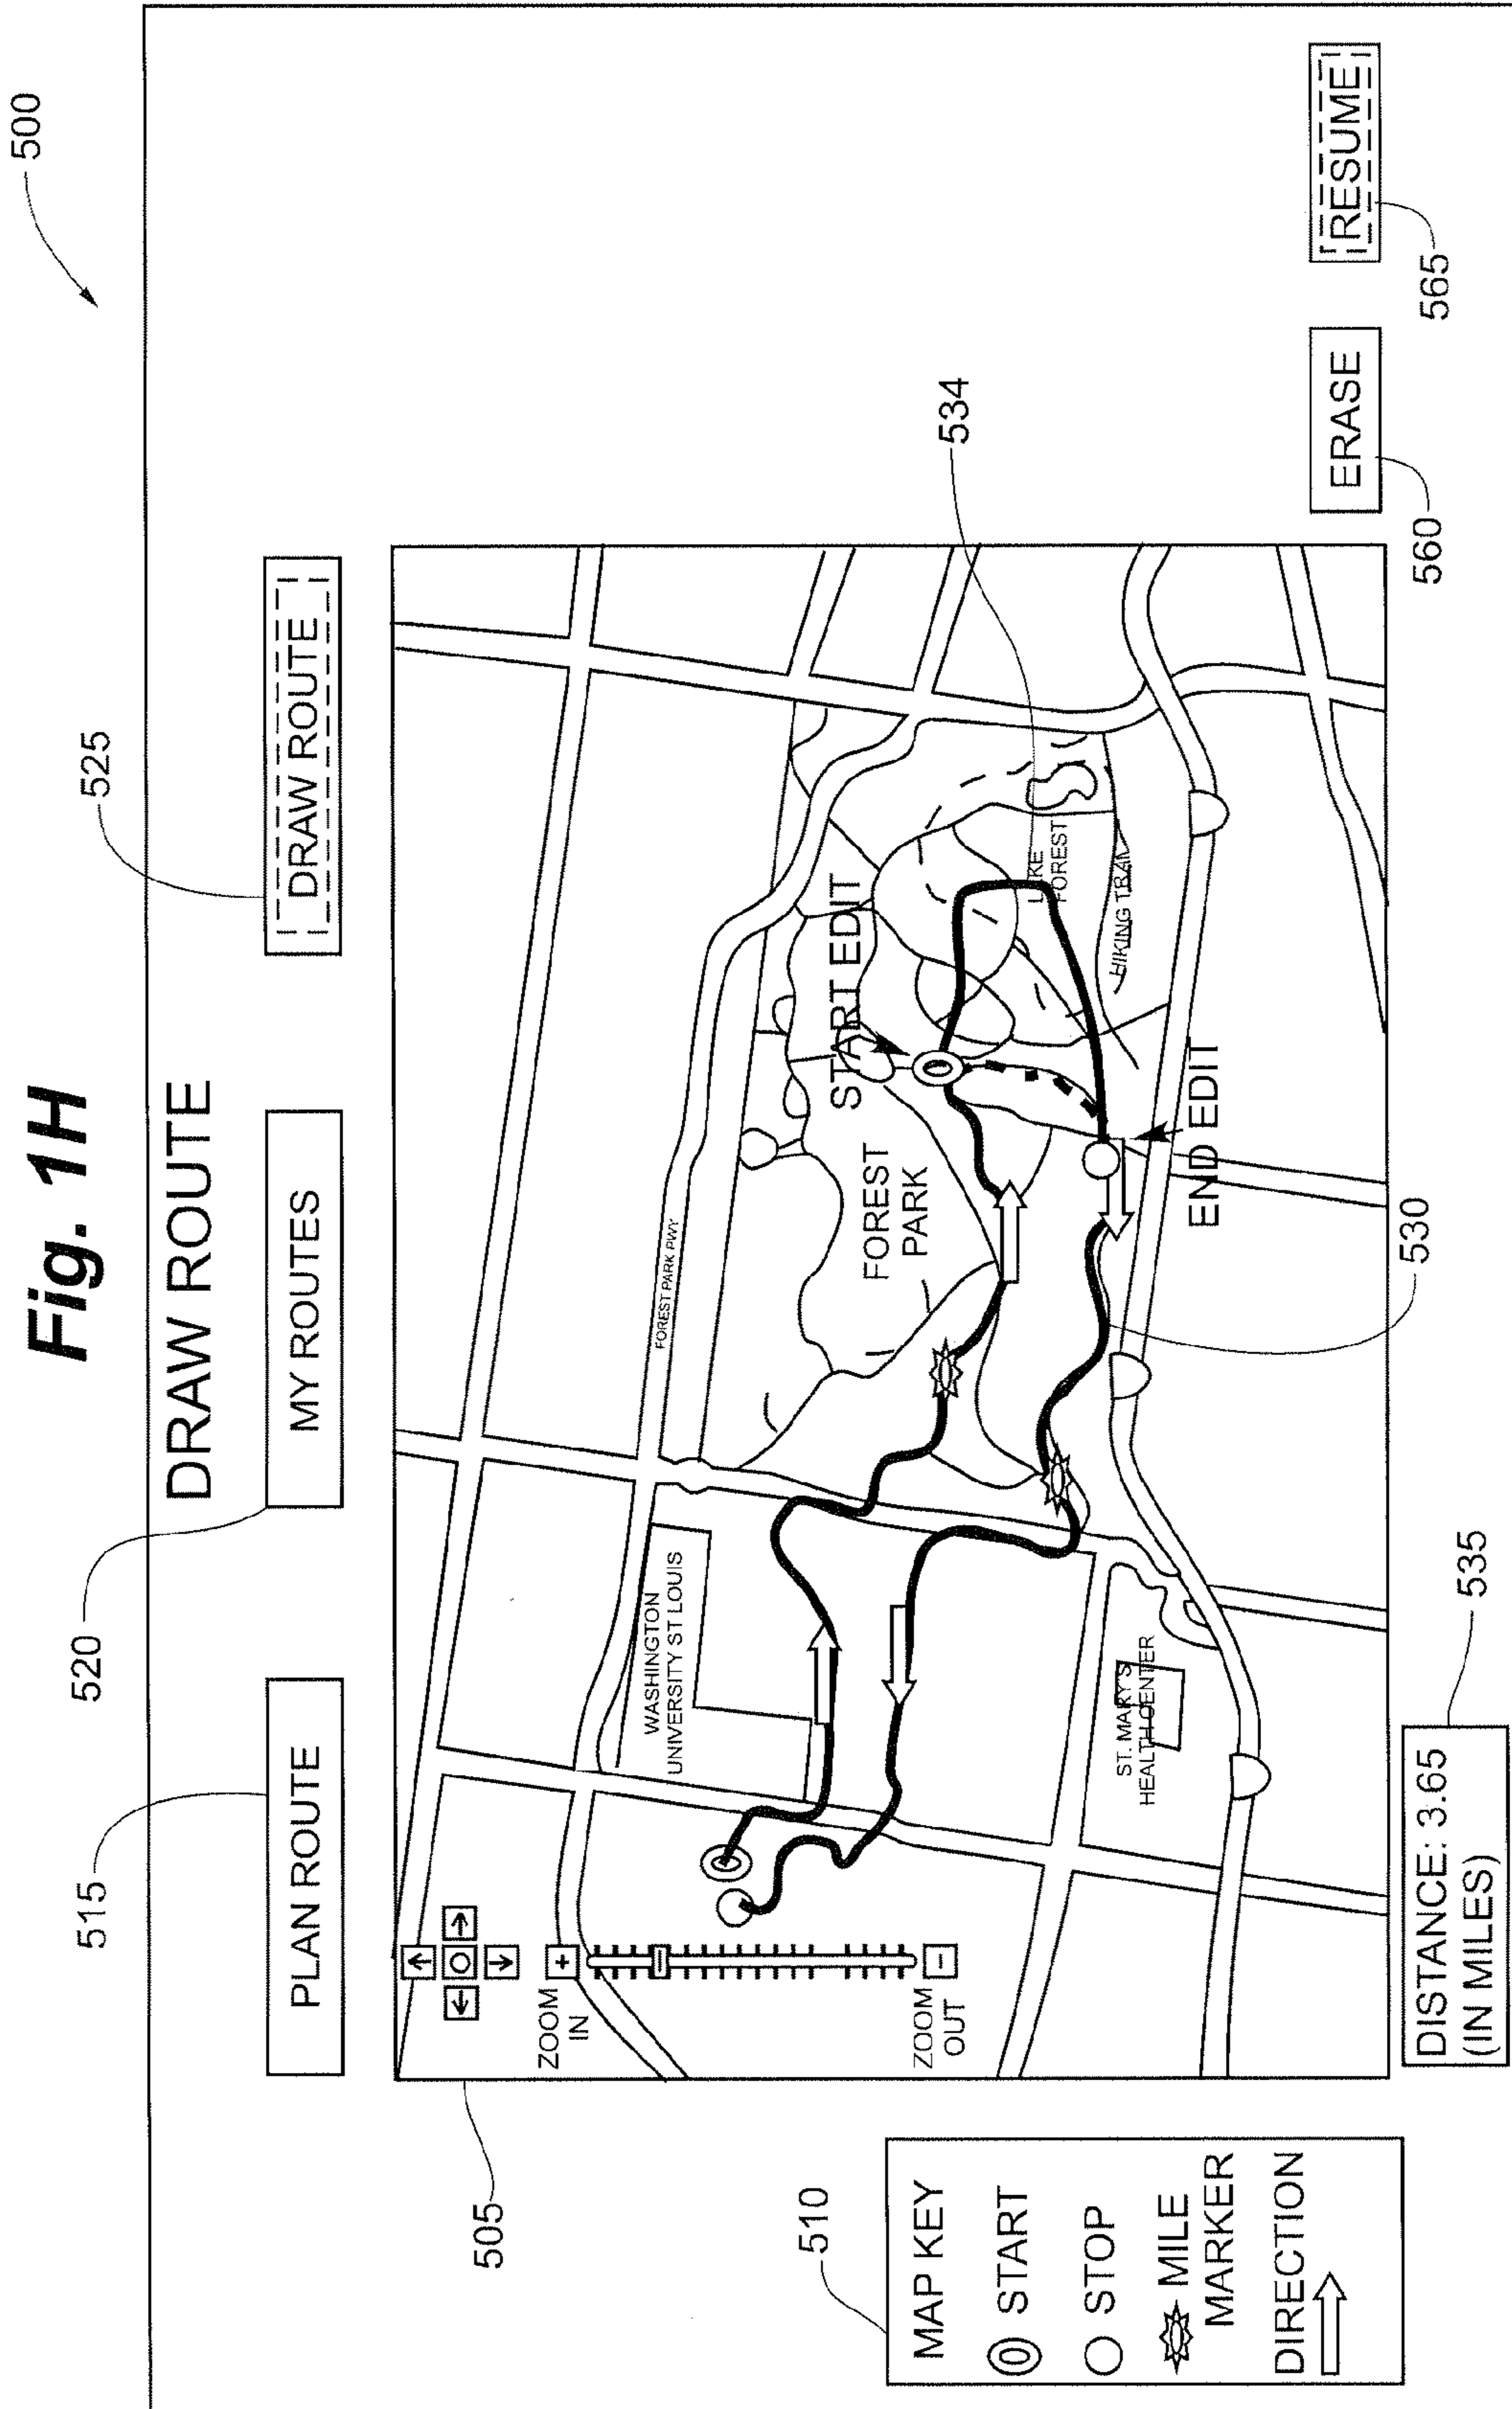 Fig. 1H
500
DRAW ROUTE
515
520
525
PLAN ROUTE
MY ROUTES
DRAW ROUTE
505
ZOOM
IN
ZOOM
OUT
FOREST PARK PWY
WASHINGTON
UNIVERSITY ST LOUIS
FOREST
PARK
START EDIT
534
LAKE
FOREST
HIKING TRAIL
END EDIT
ST. MARY'S
HEALTH CENTER
530
510
MAP KEY
START
STOP
MILE
MARKER
DIRECTION
DISTANCE: 3.65
(IN MILES)
535
ERASE
560
RESUME
565